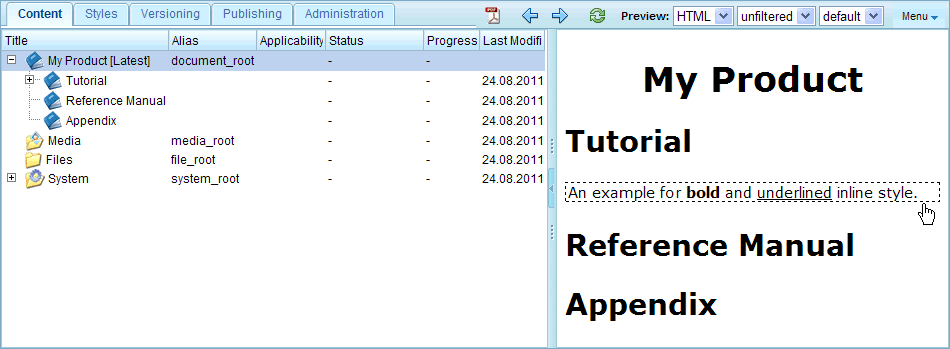 Content Styles Versioning Publishing Administration PDF Preview: HTML unfiltered default Menu
Title Alias Applicability Status Progress Last Modifi
My Product [Latest] document_root - -
Tutorial - - 24.08.2011
Reference Manual - - 24.08.2011
Appendix - - 24.08.2011
Media media_root - - 24.08.2011
Files file_root - - 24.08.2011
System system_root - - 24.08.2011
My Product
Tutorial
An example for bold and underlined inline style.
Reference Manual
Appendix